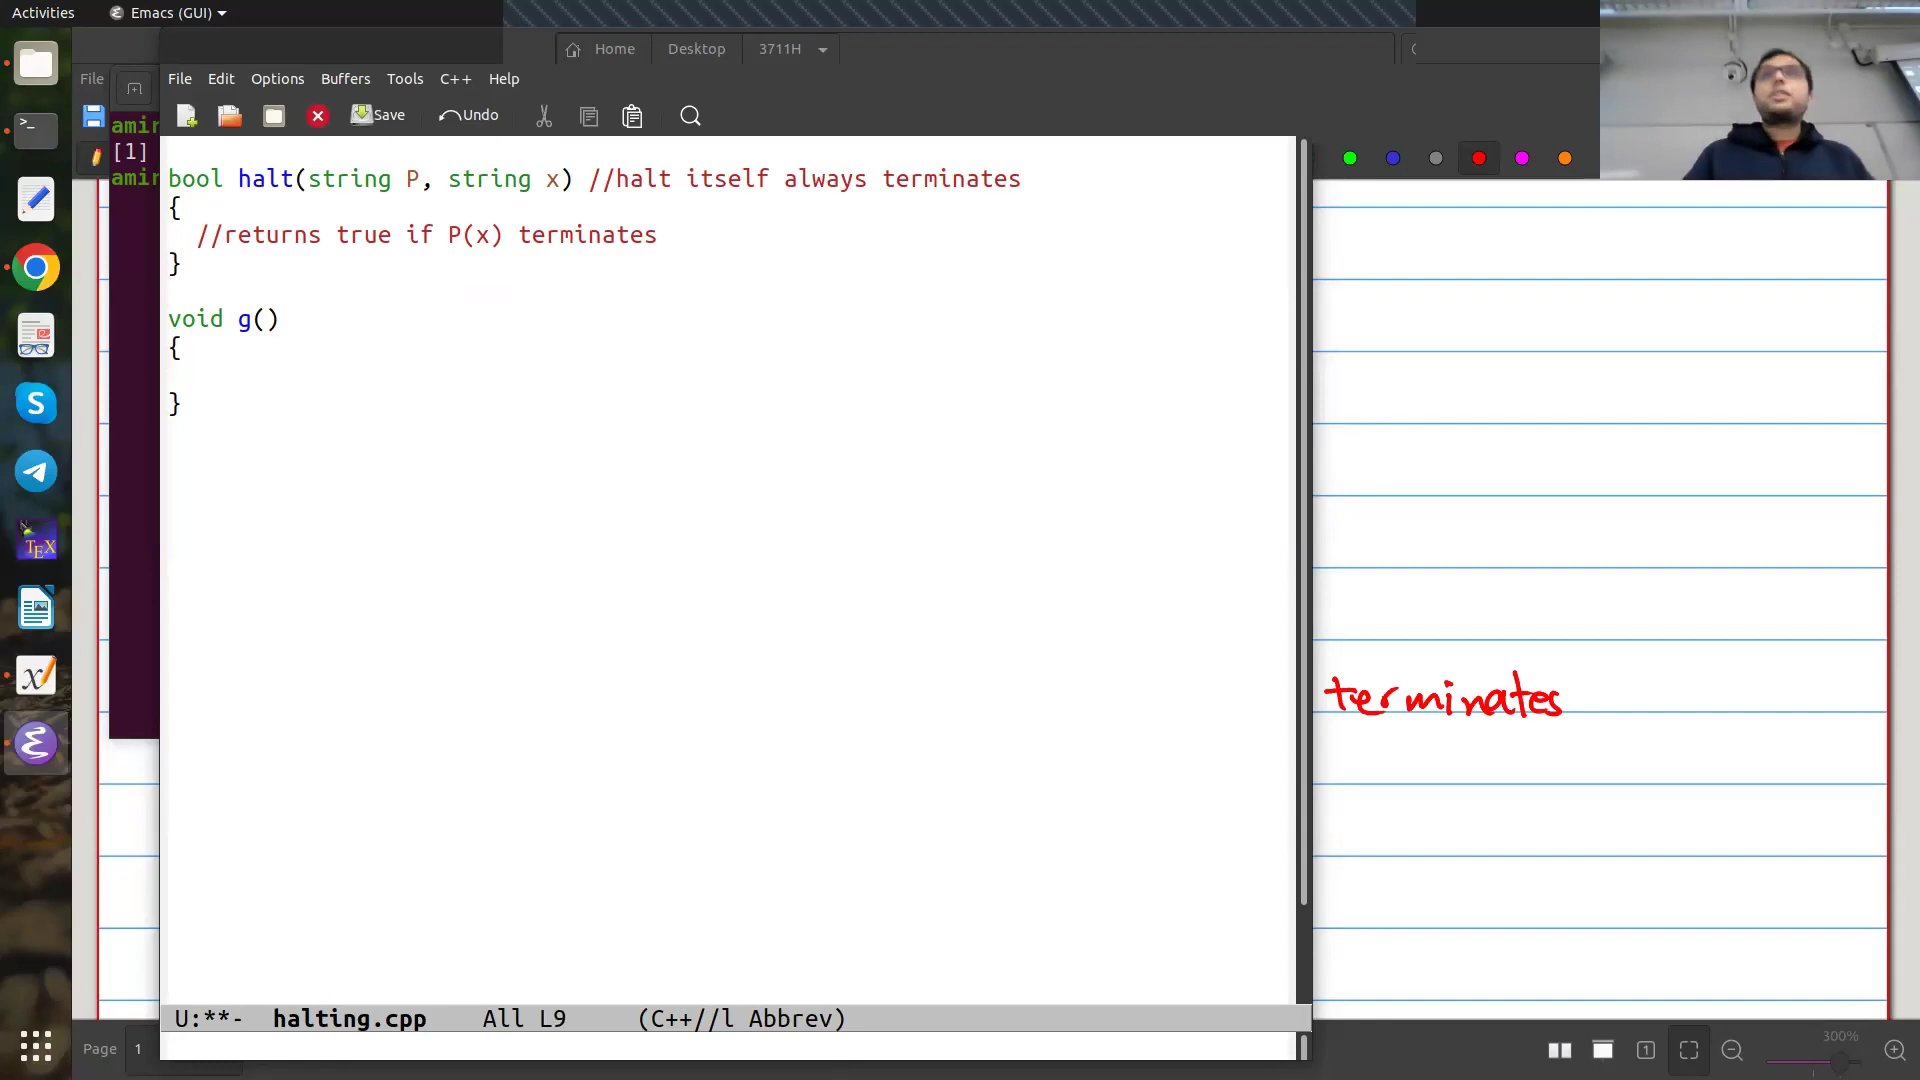 Activities
Emacs (GUI)
Home
Desktop
3711H
File
File Edit Options Buffers Tools C++ Help
Save
Undo
amir
[1]
amir
bool halt(string P, string x) //halt itself always terminates
{
//returns true if P(x) terminates
}
void g()
{
}
terminates
U:**- halting.cpp All L9 (C++//l Abbrev)
Page 1
300%